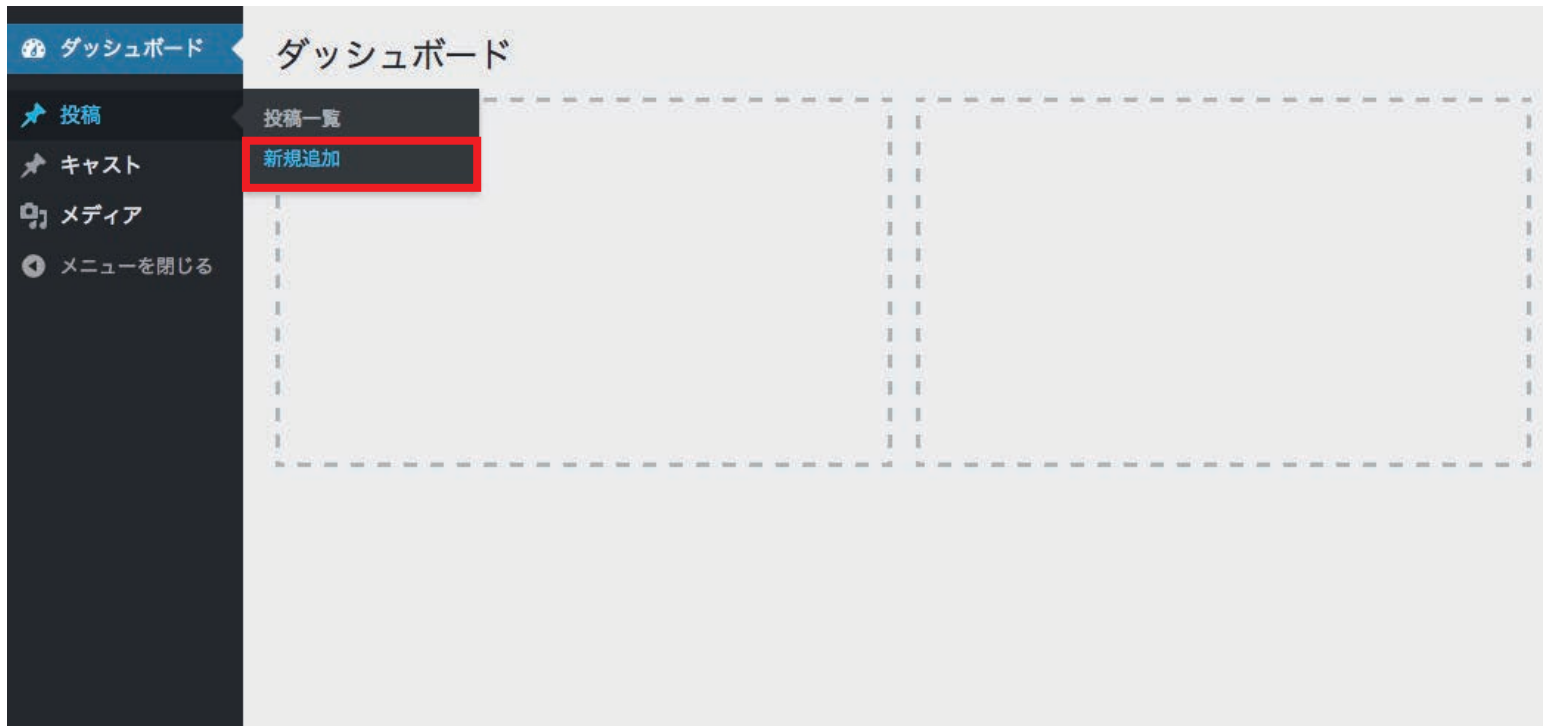 ダッシュボード
ダッシュボード
投稿
投稿一覧
新規追加
キャスト
メディア
メニューを閉じる